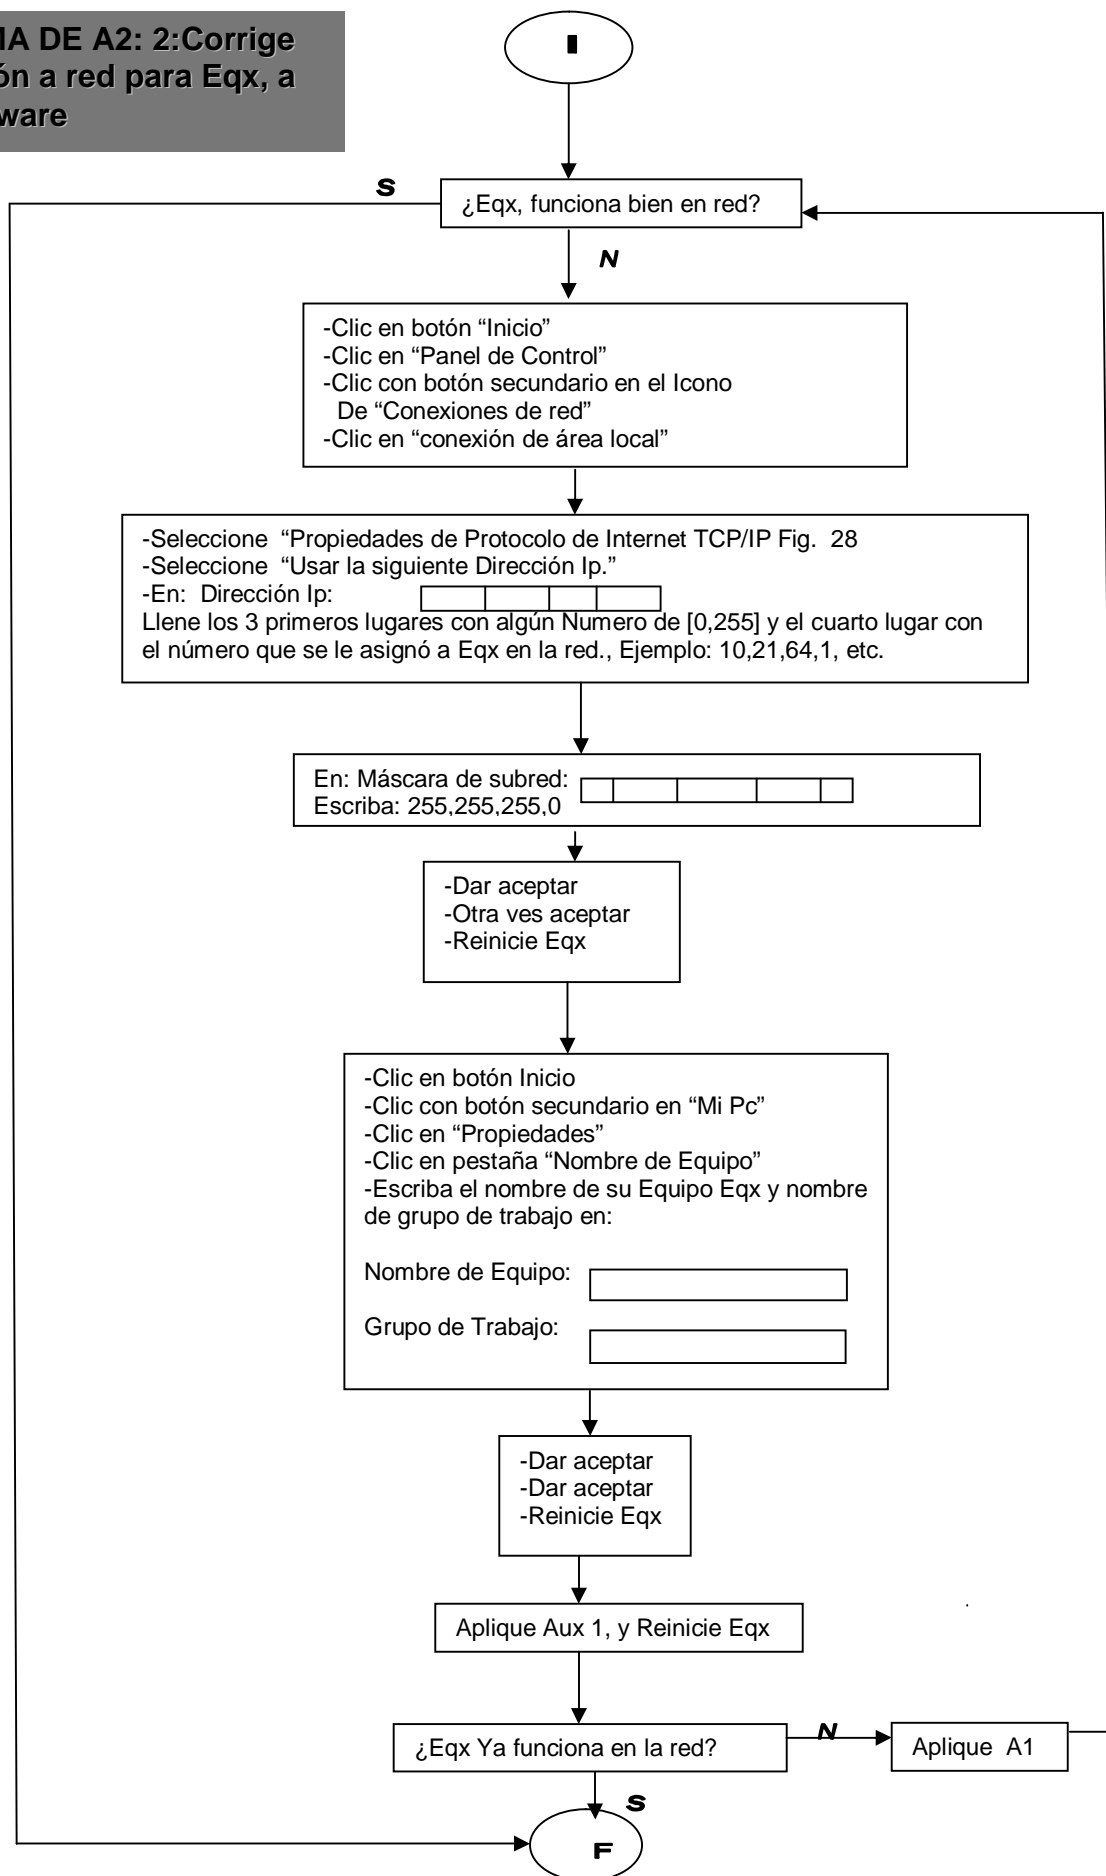 MA DE A2: 2:Corrige
ón a red para Eqx, a
ware
I
S
¿Eqx, funciona bien en red?
N
-Clic en botón “Inicio”
-Clic en “Panel de Control”
-Clic con botón secundario en el Icono
De “Conexiones de red”
-Clic en “conexión de área local”
-Seleccione “Propiedades de Protocolo de Internet TCP/IP Fig. 28
-Seleccione “Usar la siguiente Dirección Ip.”
-En: Dirección Ip:
Llene los 3 primeros lugares con algún Numero de [0,255] y el cuarto lugar con
el número que se le asignó a Eqx en la red., Ejemplo: 10,21,64,1, etc.
En: Máscara de subred:
Escriba: 255,255,255,0
-Dar aceptar
-Otra ves aceptar
-Reinicie Eqx
-Clic en botón Inicio
-Clic con botón secundario en “Mi Pc”
-Clic en “Propiedades”
-Clic en pestaña “Nombre de Equipo”
-Escriba el nombre de su Equipo Eqx y nombre
de grupo de trabajo en:
Nombre de Equipo:
Grupo de Trabajo:
-Dar aceptar
-Dar aceptar
-Reinicie Eqx
Aplique Aux 1, y Reinicie Eqx
¿Eqx Ya funciona en la red?
N
Aplique A1
S
F